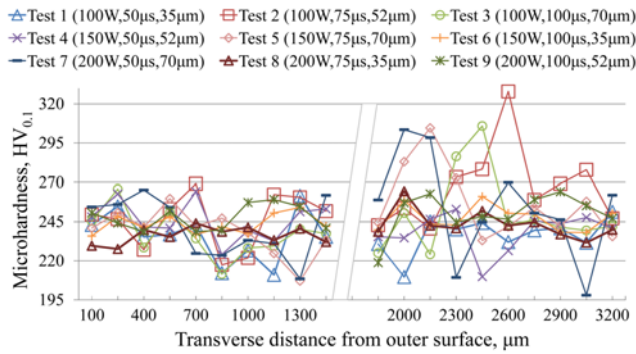 Test 1 (100W,50μs,35μm) Test 2 (100W,75μs,52μm) Test 3 (100W,100μs,70μm)
Test 4 (150W,50μs,52μm) Test 5 (150W,75μs,70μm) Test 6 (150W,100μs,35μm)
Test 7 (200W,50μs,70μm) Test 8 (200W,75μs,35μm) Test 9 (200W,100μs,52μm)
Microhardness, HV0.1
320
295
270
245
220
195
100 400 700 1000 1300 2000 2300 2600 2900 3200
Transverse distance from outer surface, μm